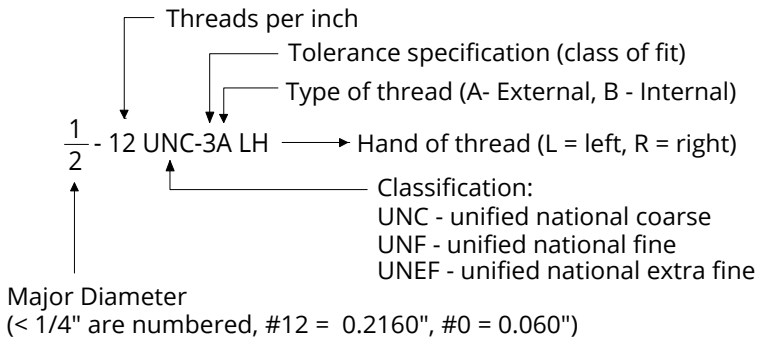 Threads per inch
Tolerance specification (class of fit)
Type of thread (A- External, B - Internal)
1/2 - 12 UNC-3A LH
Hand of thread (L = left, R = right)
Classification:
UNC - unified national coarse
UNF - unified national fine
UNEF - unified national extra fine
Major Diameter
(< 1/4" are numbered, #12 = 0.2160", #0 = 0.060")